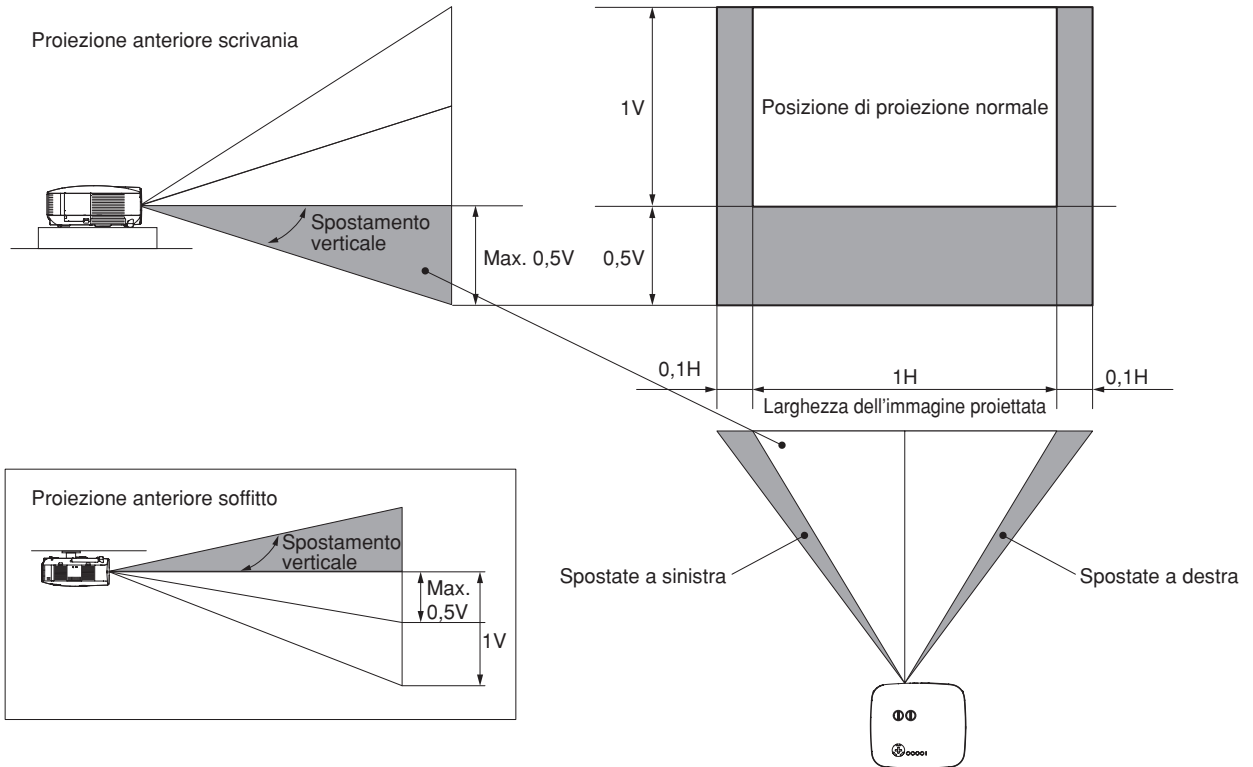 Proiezione anteriore scrivania
1V
Posizione di proiezione normale
Spostamento
verticale
Max. 0,5V
0,5V
0,1H
1H
0,1H
Larghezza dell'immagine proiettata
Proiezione anteriore soffitto
Spostamento
verticale
Max.
0,5V
1V
Spostate a sinistra
Spostate a destra